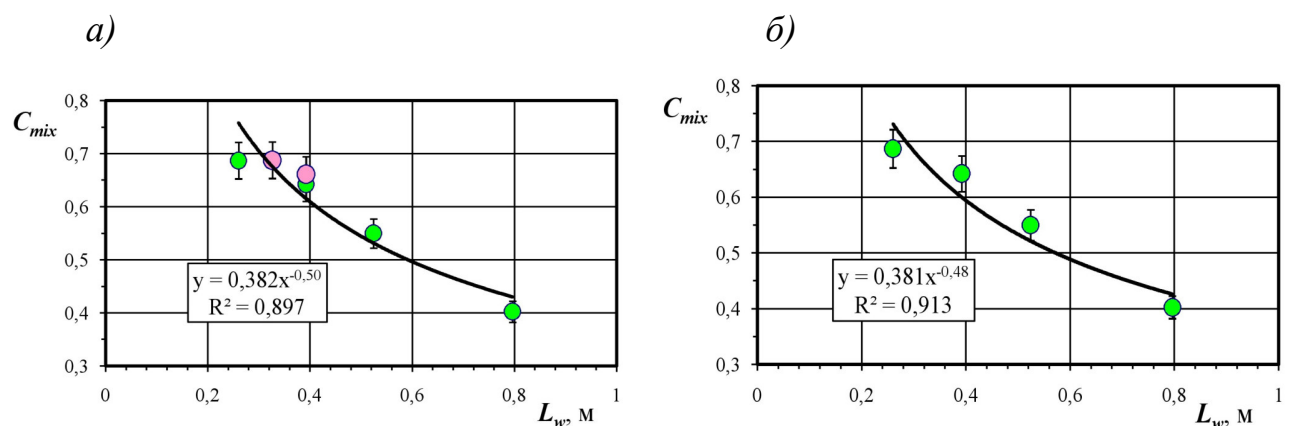 а)
0,8
C_mix
0,7
0,6
0,5
0,4
0,3
y = 0,382x^-0,50
R² = 0,897
0
0,2
0,4
0,6
0,8
1
L_w, м
б)
0,8
C_mix
0,7
0,6
0,5
0,4
0,3
y = 0,381x^-0,48
R² = 0,913
0
0,2
0,4
0,6
0,8
1
L_w, м